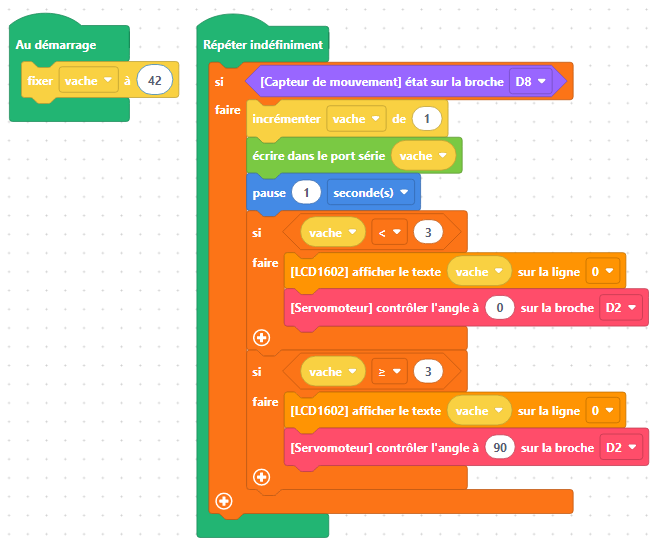 Au démarrage
fixer vache à 42
Répéter indéfiniment
si [Capteur de mouvement] état sur la broche D8
faire
incrémenter vache de 1
écrire dans le port série vache
pause 1 seconde(s)
si vache < 3
faire
[LCD1602] afficher le texte vache sur la ligne 0
[Servomoteur] contrôler l'angle à 0 sur la broche D2
si vache ≥ 3
faire
[LCD1602] afficher le texte vache sur la ligne 0
[Servomoteur] contrôler l'angle à 90 sur la broche D2